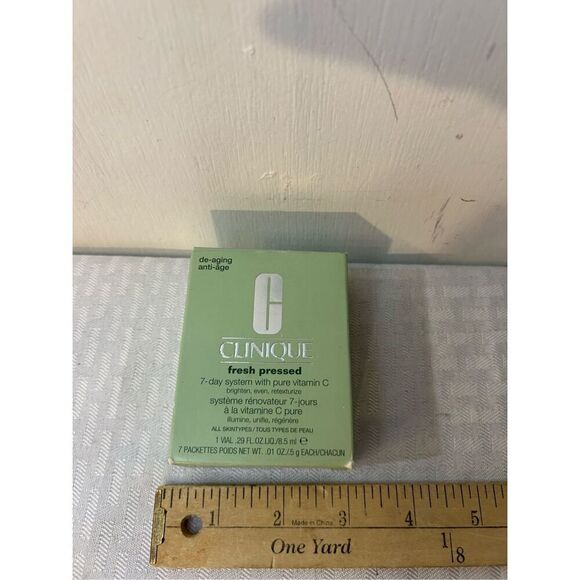 de-aging
anti-âge
C
CLINIQUE
fresh pressed
7-day system with pure vitamin C
brighten, even, retexturize
système rénovateur 7-jours
à la vitamine C pure
illumine, unifie, régénère
ALL SKINTYPES/TOUS TYPES DE PEAU
1 VIAL .29 FL.OZ.LIQ./8.5 ml ℮
7 PACKETTES POIDS NET WT. .01 OZ./.5 g EACH/CHACUN
1 2 3 4 5
Made in China
One Yard
1/8